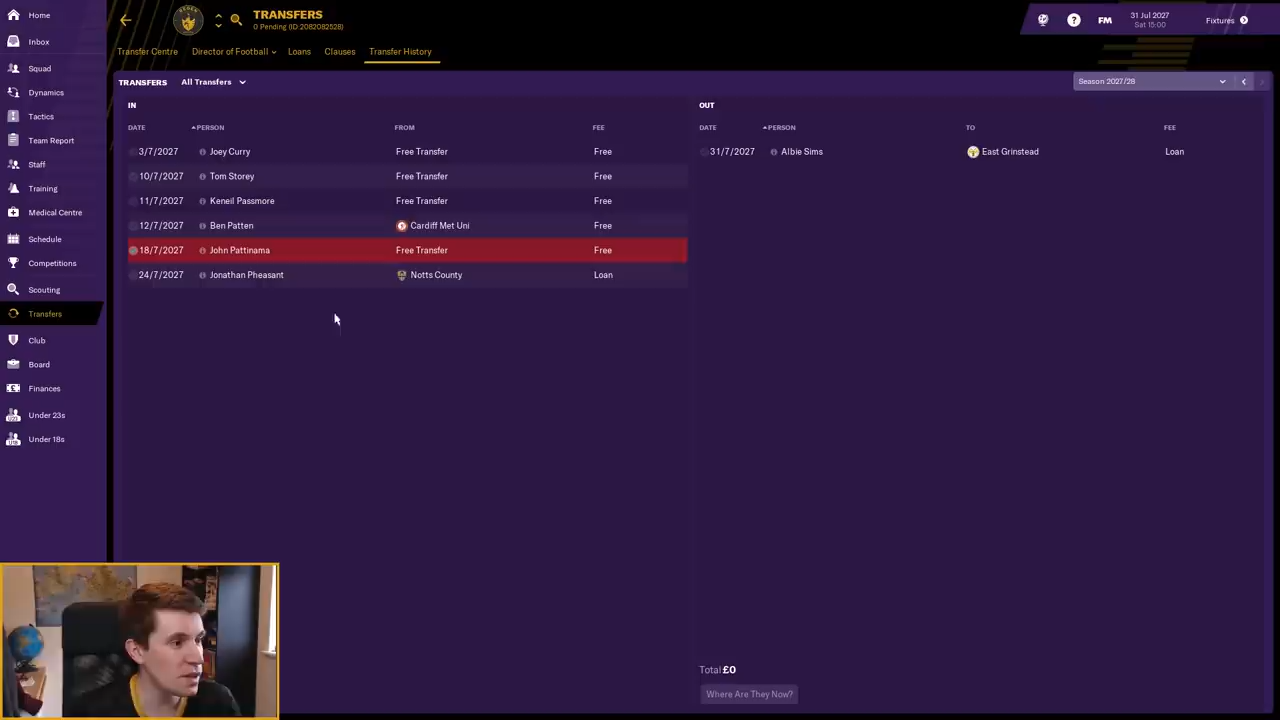 Home
Inbox
Squad
Dynamics
Tactics
Team Report
Staff
Training
Medical Centre
Schedule
Competitions
Scouting
Transfers
Club
Board
Finances
Under 23s
Under 18s
TRANSFERS
0 Pending (ID 2082082528)
FM
31 Jul 2027
Sat 15:00
Fixtures
Transfer Centre Director of Football Loans Clauses Transfer History
TRANSFERS All Transfers
Season 2027/28
IN
DATE PERSON FROM FEE
3/7/2027 Joey Curry Free Transfer Free
10/7/2027 Tom Storey Free Transfer Free
11/7/2027 Keneil Passmore Free Transfer Free
12/7/2027 Ben Patten Cardiff Met Uni Free
18/7/2027 John Pattinama Free Transfer Free
24/7/2027 Jonathan Pheasant Notts County Loan
OUT
DATE PERSON TO FEE
31/7/2027 Albie Sims East Grinstead Loan
Total £0
Where Are They Now?